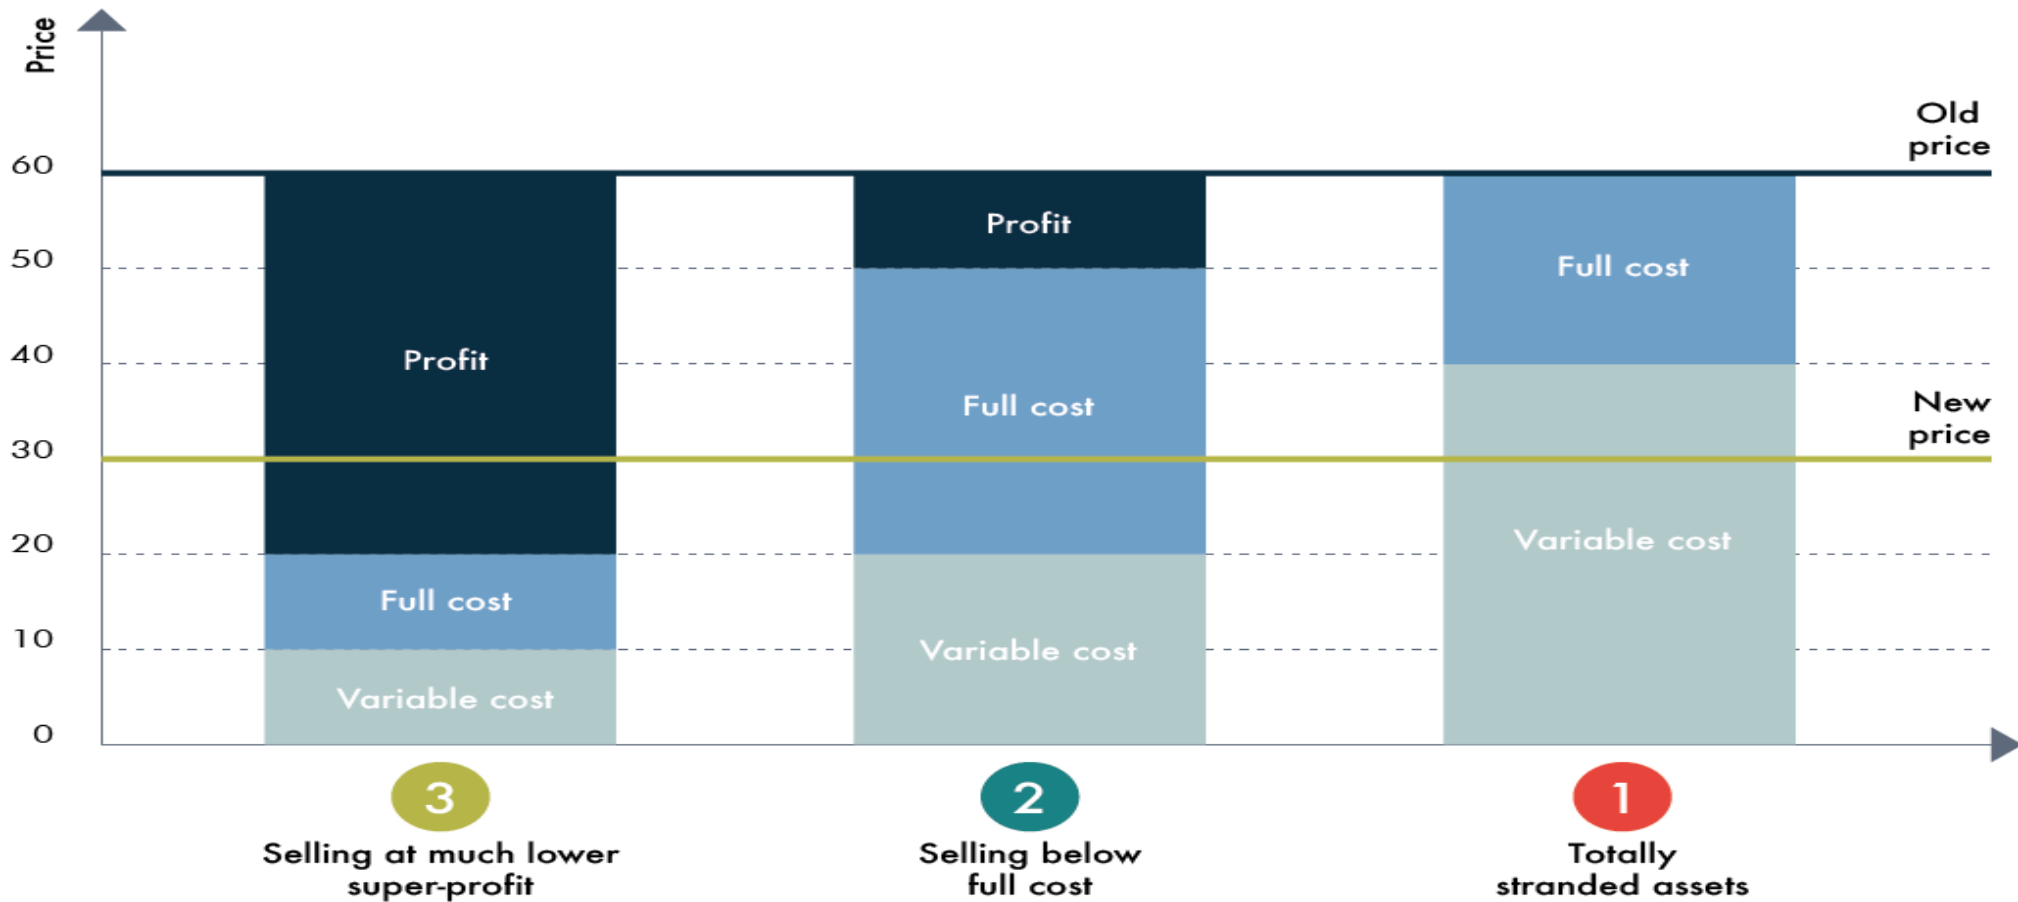 Price
Old
price
60
50
40
30
20
10
0
Profit
Full cost
Variable cost
Profit
Full cost
Variable cost
Full cost
Variable cost
New
price
3
Selling at much lower
super-profit
2
Selling below
full cost
1
Totally
stranded assets